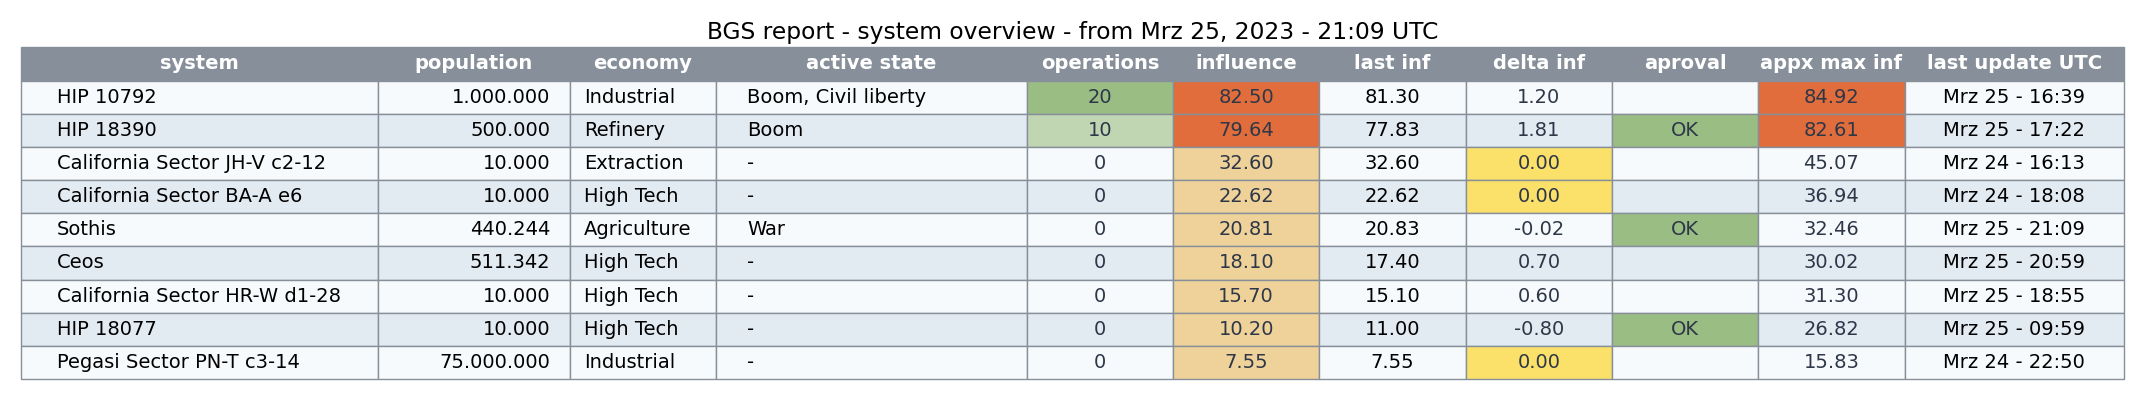 BGS report - system overview - from Mrz 25, 2023 - 21:09 UTC
system population economy active state operations influence last inf delta inf aproval appx max inf last update UTC
HIP 10792 1.000.000 Industrial Boom, Civil liberty 20 82.50 81.30 1.20 84.92 Mrz 25 - 16:39
HIP 18390 500.000 Refinery Boom 10 79.64 77.83 1.81 OK 82.61 Mrz 25 - 17:22
California Sector JH-V c2-12 10.000 Extraction - 0 32.60 32.60 0.00 45.07 Mrz 24 - 16:13
California Sector BA-A e6 10.000 High Tech - 0 22.62 22.62 0.00 36.94 Mrz 24 - 18:08
Sothis 440.244 Agriculture War 0 20.81 20.83 -0.02 OK 32.46 Mrz 25 - 21:09
Ceos 511.342 High Tech - 0 18.10 17.40 0.70 30.02 Mrz 25 - 20:59
California Sector HR-W d1-28 10.000 High Tech - 0 15.70 15.10 0.60 31.30 Mrz 25 - 18:55
HIP 18077 10.000 High Tech - 0 10.20 11.00 -0.80 OK 26.82 Mrz 25 - 09:59
Pegasi Sector PN-T c3-14 75.000.000 Industrial - 0 7.55 7.55 0.00 15.83 Mrz 24 - 22:50